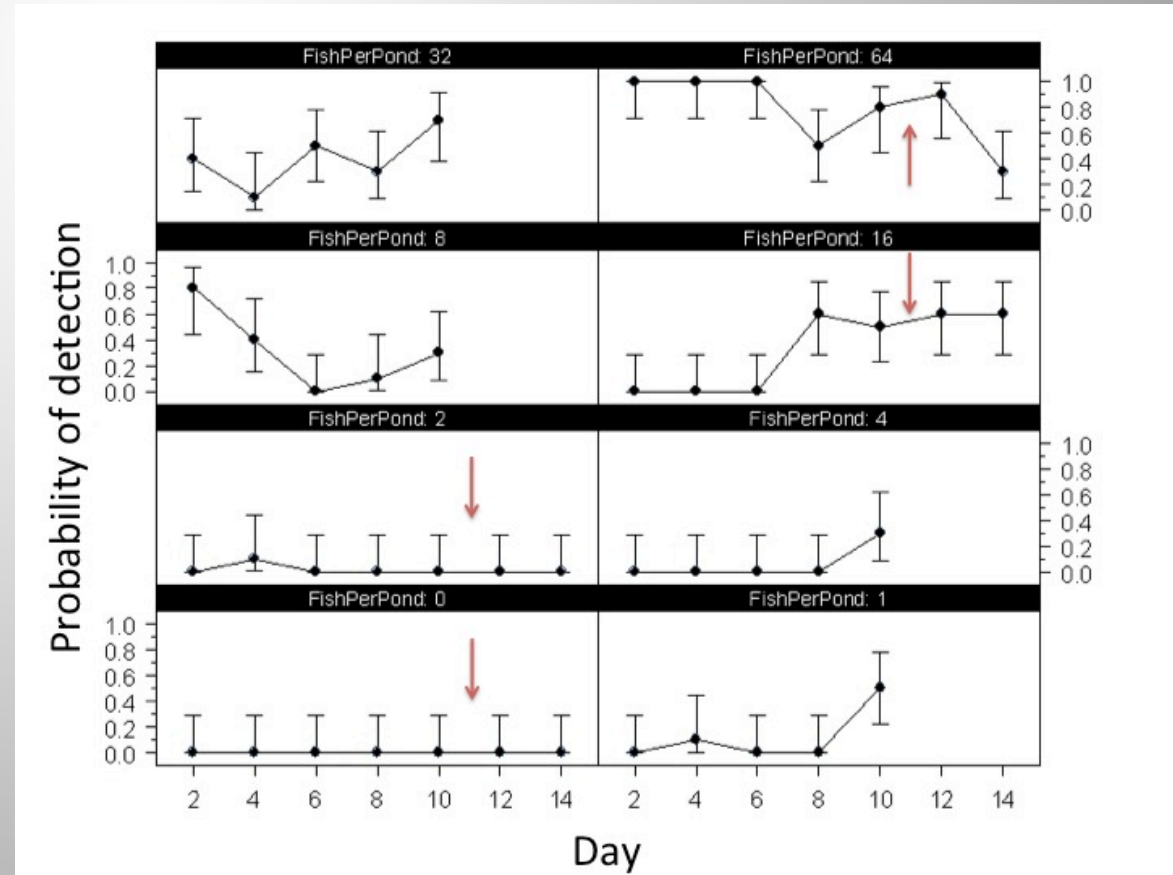 FishPerPond: 32
FishPerPond: 64
1.0
0.8
0.6
0.4
0.2
0.0
FishPerPond: 8
FishPerPond: 16
1.0
0.8
0.6
0.4
0.2
0.0
FishPerPond: 2
FishPerPond: 4
1.0
0.8
0.6
0.4
0.2
0.0
FishPerPond: 0
FishPerPond: 1
1.0
0.8
0.6
0.4
0.2
0.0
2 4 6 8 10 12 14
2 4 6 8 10 12 14
Probability of detection
Day